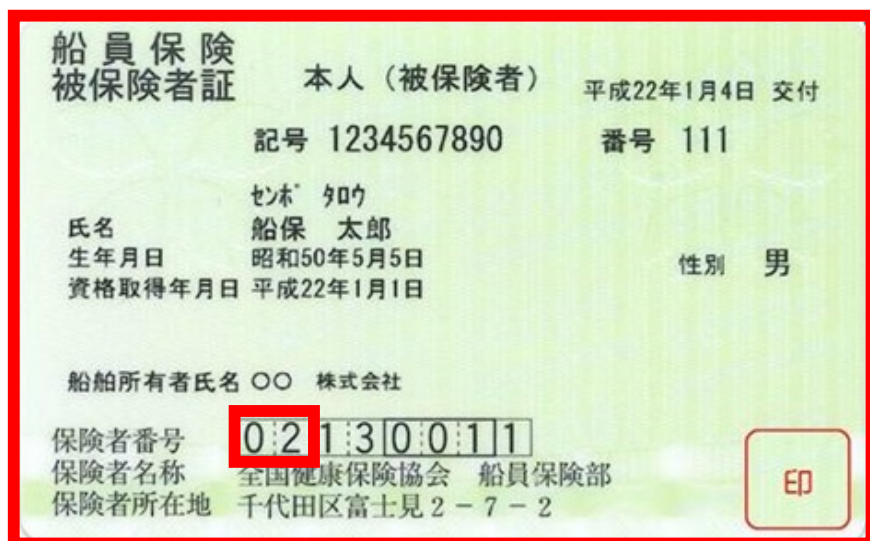 船員保険
被保険者証
本人（被保険者）
平成22年1月4日 交付
記号 1234567890 番号 111
センポ タロウ
氏名 船保 太郎
生年月日 昭和50年5月5日
性別 男
資格取得年月日 平成22年1月1日
船舶所有者氏名 〇〇 株式会社
保険者番号 02130011
保険者名称 全国健康保険協会 船員保険部
保険者所在地 千代田区富士見２－７－２
印